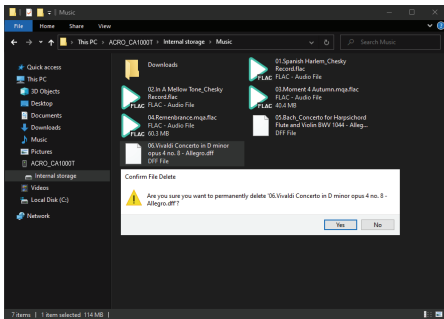 Music
File
Home
Share
View
This PC > ACRO_CA1000T > Internal storage > Music
Search Music
Quick access
This PC
3D Objects
Desktop
Documents
Downloads
Music
Pictures
ACRO_CA1000T
Internal storage
Videos
Local Disk (C:)
Network
Downloads
01.Spanish Harlem_Chesky
Record.flac
FLAC - Audio File
FLAC
02.In A Mellow Tone_Chesky
Record.flac
FLAC - Audio File
FLAC
03.Moment 4 Autumn.mqa.flac
FLAC - Audio File
40.4 MB
FLAC
04.Remenbrance.mqa.flac
FLAC - Audio File
60.3 MB
FLAC
05.Bach_Concerto for Harpsichord
Flute and Violin BWV 1044 - Alleg...
DFF File
06.Vivaldi Concerto in D minor
opus 4 no. 8 - Allegro.dff
DFF File
Confirm File Delete
Are you sure you want to permanently delete '06.Vivaldi Concerto in D minor opus 4 no. 8 -
Allegro.dff'?
Yes
No
7 items
1 item selected 114 MB